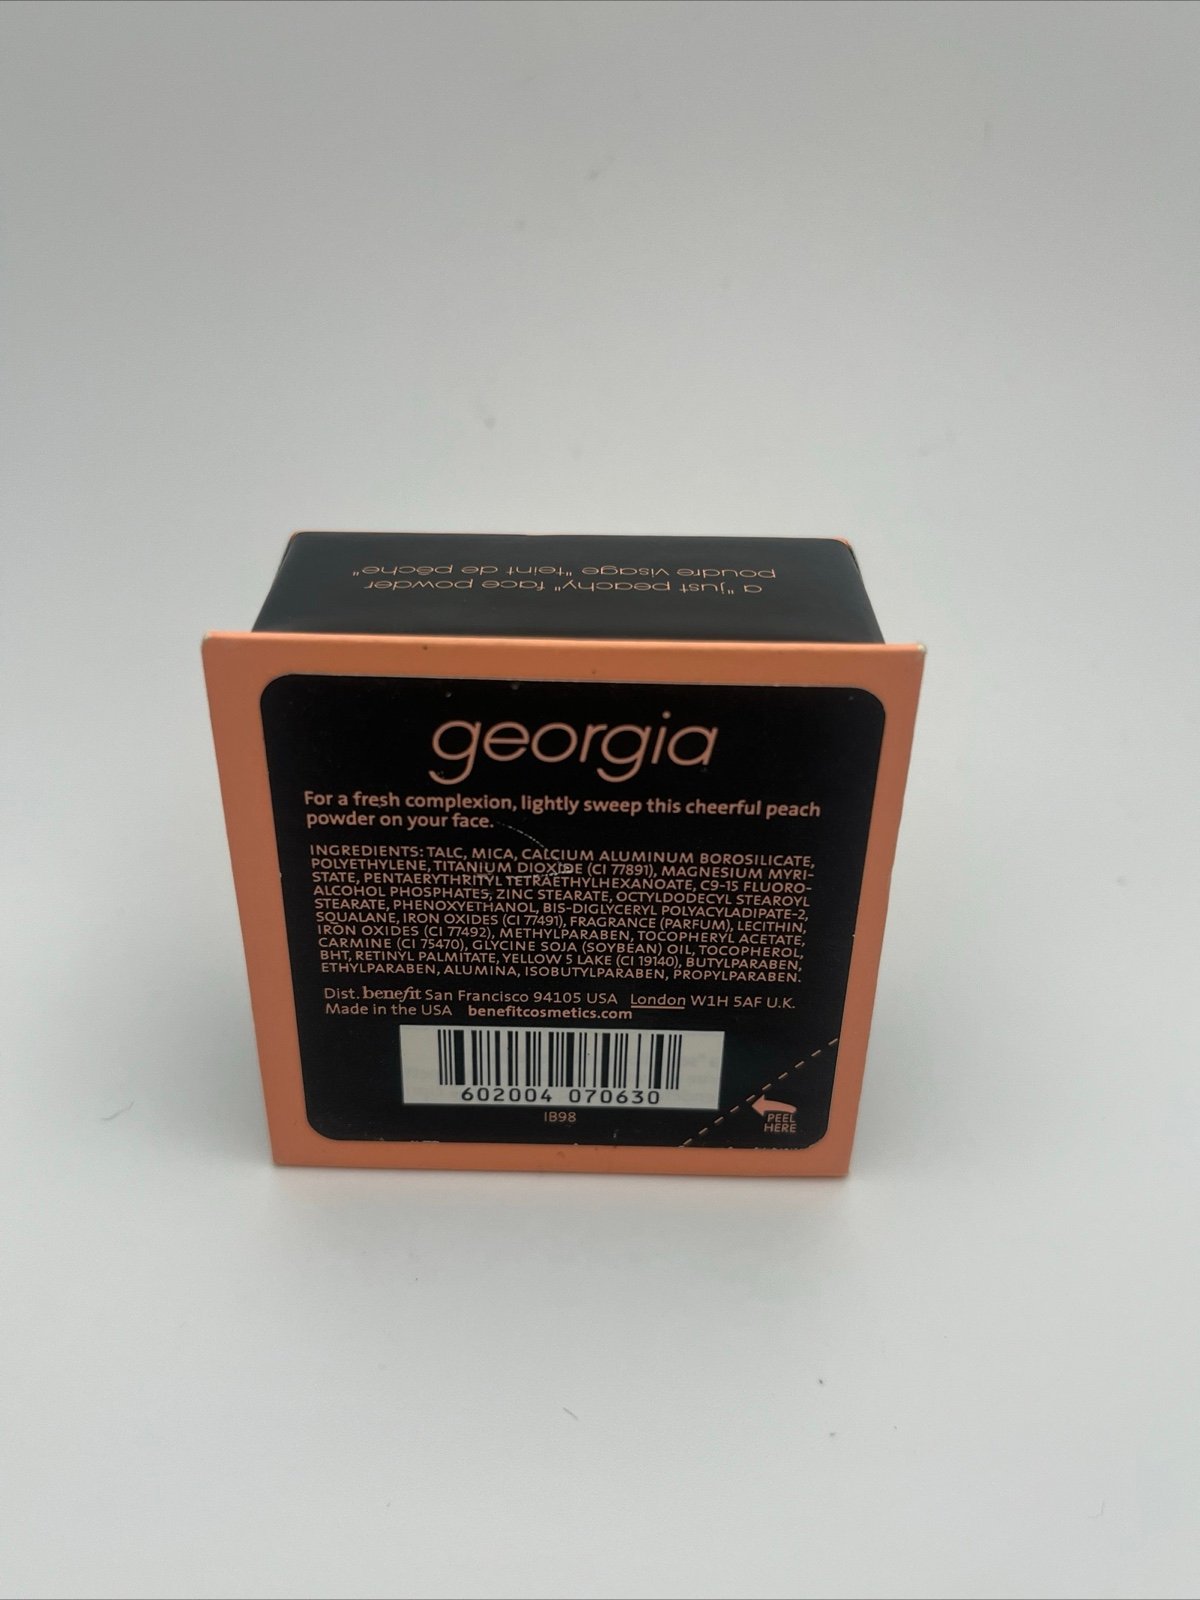 a "just peachy" face powder
poudre visage "teint de pêche"
georgia
For a fresh complexion, lightly sweep this cheerful peach
powder on your face.
INGREDIENTS: TALC, MICA, CALCIUM ALUMINUM BOROSILICATE,
POLYETHYLENE, TITANIUM DIOXIDE (CI 77891), MAGNESIUM MYRI-
STATE, PENTAERYTHRITYL TETRAETHYLHEXANOATE, C9-15 FLUORO-
ALCOHOL PHOSPHATES, ZINC STEARATE, OCTYLDODECYL STEAROYL
STEARATE, PHENOXYETHANOL, BIS-DIGLYCERYL POLYACYLADIPATE-2,
SQUALANE, IRON OXIDES (CI 77491), FRAGRANCE (PARFUM), LECITHIN,
IRON OXIDES (CI 77492), METHYLPARABEN, TOCOPHERYL ACETATE,
CARMINE (CI 75470), GLYCINE SOJA (SOYBEAN) OIL, TOCOPHEROL,
BHT, RETINYL PALMITATE, YELLOW 5 LAKE (CI 19140), BUTYLPARABEN,
ETHYLPARABEN, ALUMINA, ISOBUTYLPARABEN, PROPYLPARABEN.
Dist. benefit San Francisco 94105 USA London W1H 5AF U.K.
Made in the USA benefitcosmetics.com
602004 070630
IB98
PEEL
HERE